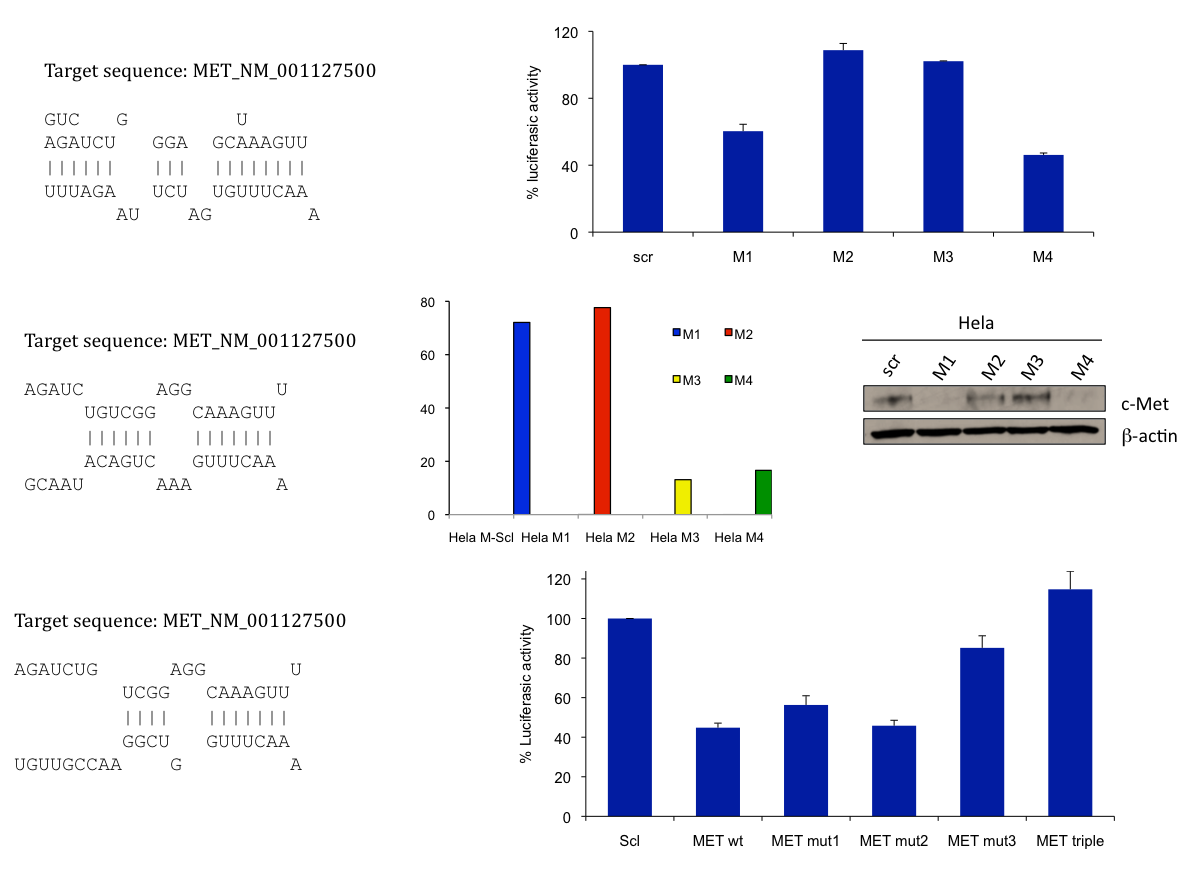 Target sequence: MET_NM_001127500
GUC G U
AGAUCU GGA GCAAAGUU
|||||| ||| ||||||||
UUUAGA UCU UGUUUCAA
AU AG A
% luciferasic activity
120
80
40
0
scr M1 M2 M3 M4
Target sequence: MET_NM_001127500
AGAUC AGG U
UGUCGG CAAAGUU
|||||| |||||||
ACAGUC GUUUCAA
GCAAU AAA A
80
60
40
20
0
M1 M2
M3 M4
Hela M-Scl Hela M1 Hela M2 Hela M3 Hela M4
Hela
scr M1 M2 M3 M4
c-Met
β-actin
Target sequence: MET_NM_001127500
AGAUCUG AGG U
UCGG CAAAGUU
|||| |||||||
GGCU GUUUCAA
UGUUGCCAA G A
% Luciferasic activity
120
100
80
60
40
20
0
Scl MET wt MET mut1 MET mut2 MET mut3 MET triple